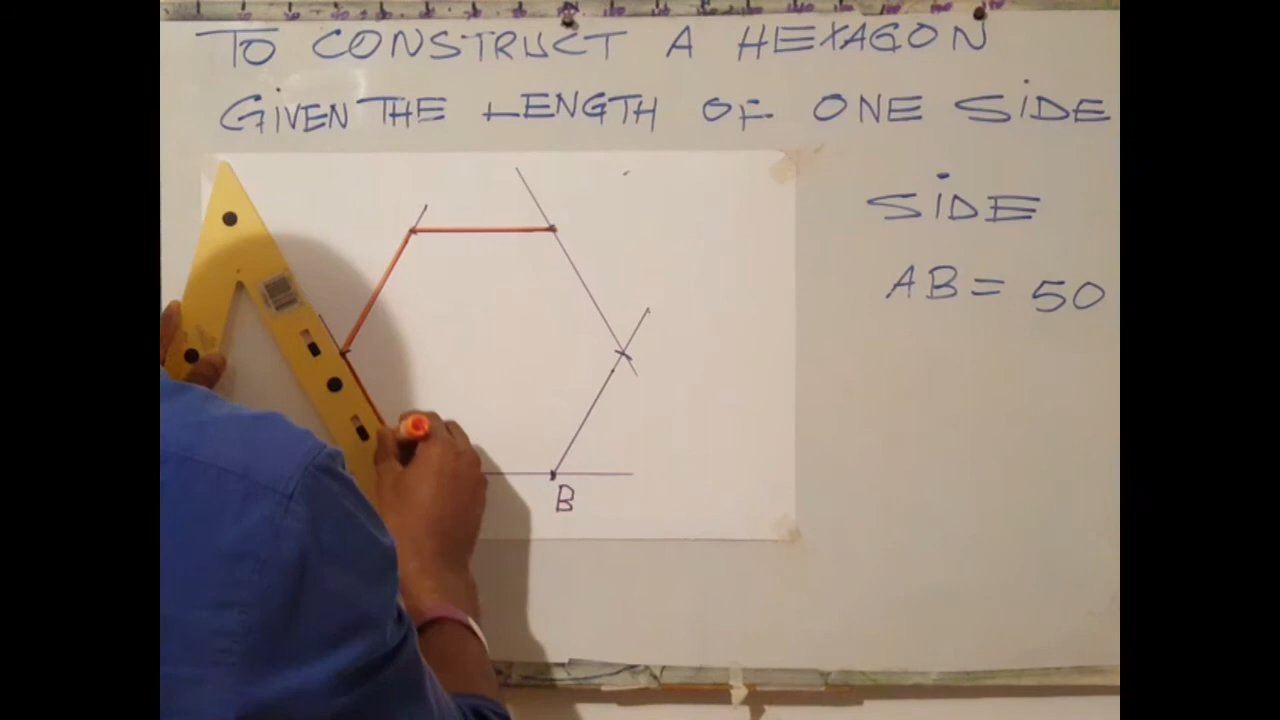 TO CONSTRUCT A HEXAGON
GIVEN THE LENGTH OF ONE SIDE
SIDE
AB = 50
B